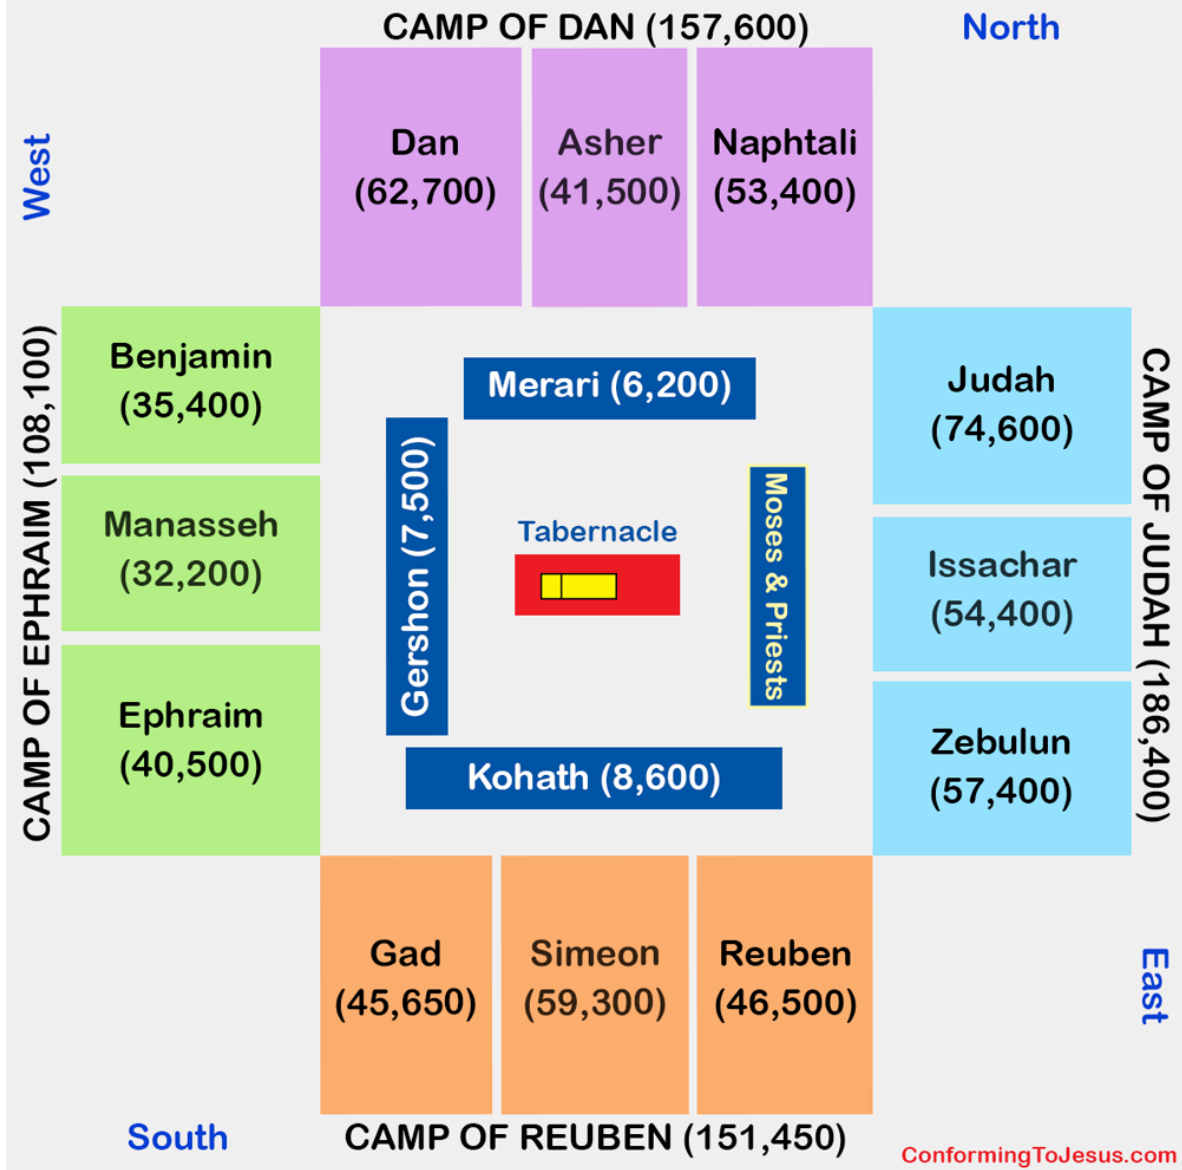 CAMP OF DAN (157,600)
North
West
Dan
(62,700)
Asher
(41,500)
Naphtali
(53,400)
CAMP OF EPHRAIM (108,100)
Benjamin
(35,400)
Manasseh
(32,200)
Ephraim
(40,500)
Merari (6,200)
Gershon (7,500)
Tabernacle
Moses & Priests
Kohath (8,600)
Judah
(74,600)
Issachar
(54,400)
Zebulun
(57,400)
CAMP OF JUDAH (186,400)
Gad
(45,650)
Simeon
(59,300)
Reuben
(46,500)
East
South
CAMP OF REUBEN (151,450)
ConformingToJesus.com